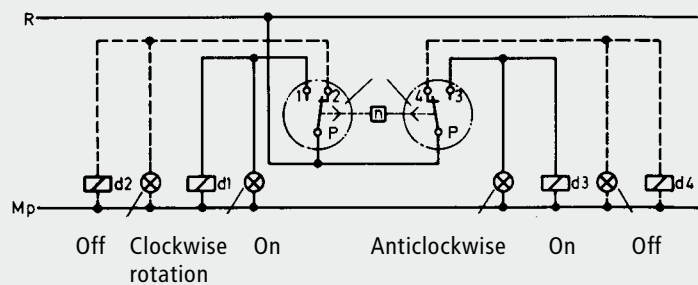 R
1 2 4 3
n
P P
d2 d1 d3 d4
Mp
Off Clockwise rotation On Anticlockwise On Off